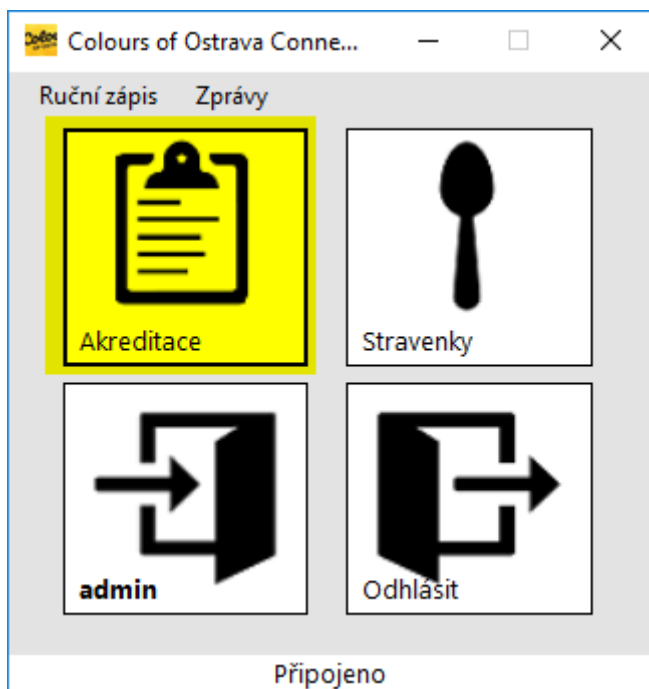 Colours of Ostrava Conne...
Ruční zápis Zprávy
Akreditace
Stravenky
admin
Odhlásit
Připojeno